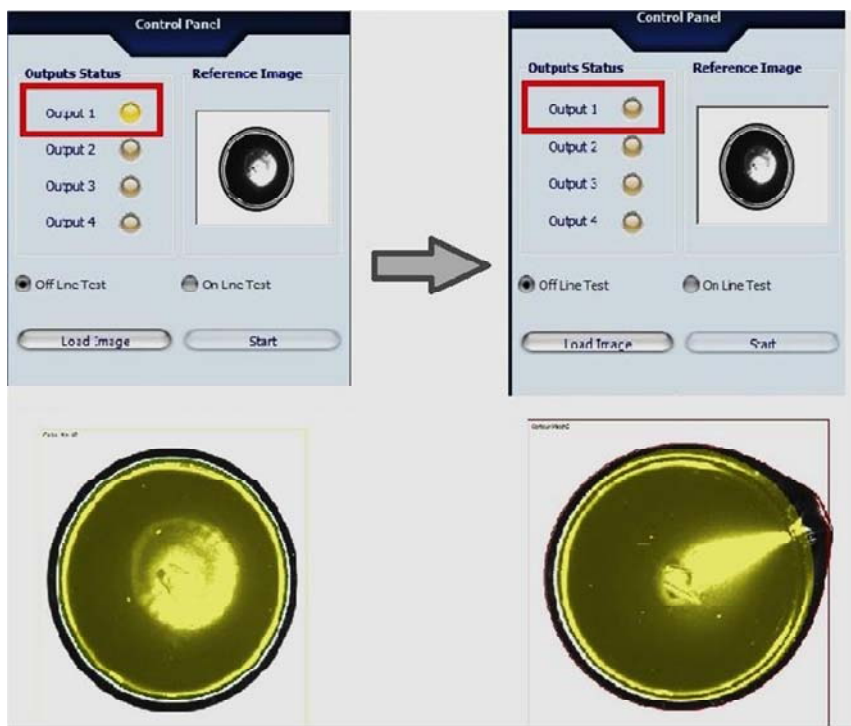 Control Panel
Outputs Status
Reference Image
Output 1
Output 2
Output 3
Output 4
Off Line Test
On Line Test
Load Image
Start
Control Panel
Outputs Status
Reference Image
Output 1
Output 2
Output 3
Output 4
Off Line Test
On Line Test
Load Image
Start